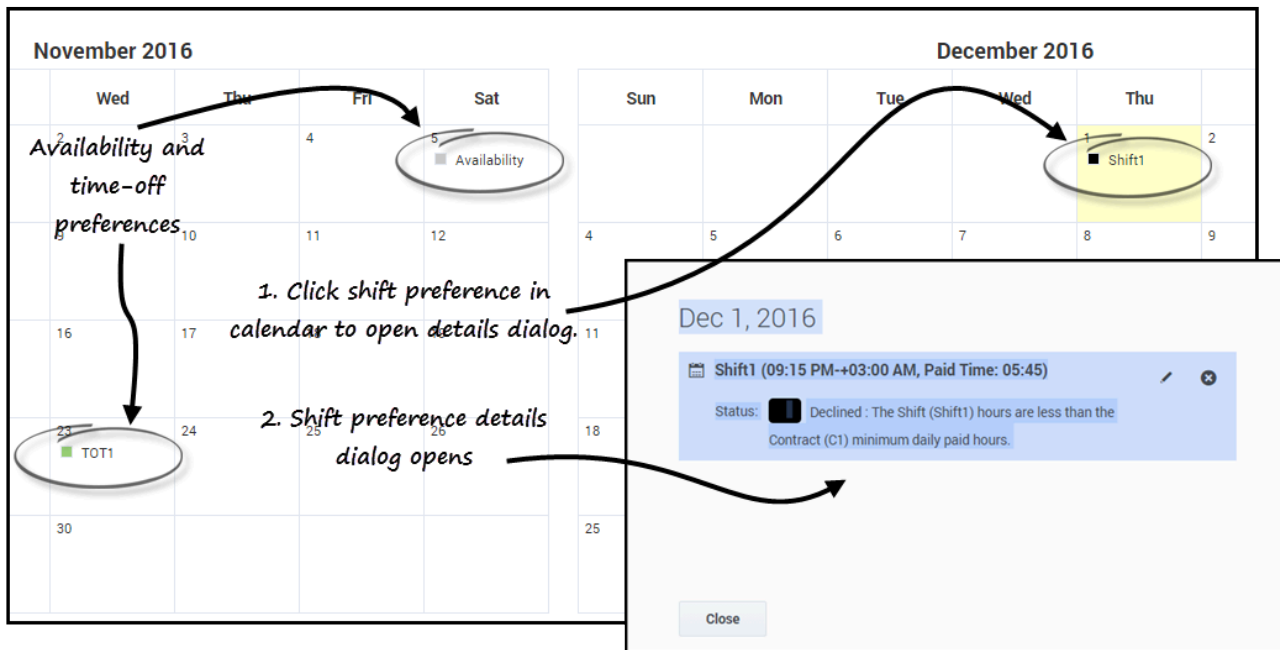 November 2016
December 2016
Wed Thu Fri Sat
Sun Mon Tue Wed Thu
2 3 4 5
1 2
Availability
Shift1
Availability and
time-off
preferences
9 10 11 12
4 5 6 7 8 9
1. Click shift preference in
calendar to open details dialog.
16 17 18 19
11
2. Shift preference details
dialog opens
23 24 25 26
18
TOT1
30
25
Dec 1, 2016
Shift1 (09:15 PM-+03:00 AM, Paid Time: 05:45)
Status: Declined : The Shift (Shift1) hours are less than the
Contract (C1) minimum daily paid hours.
Close